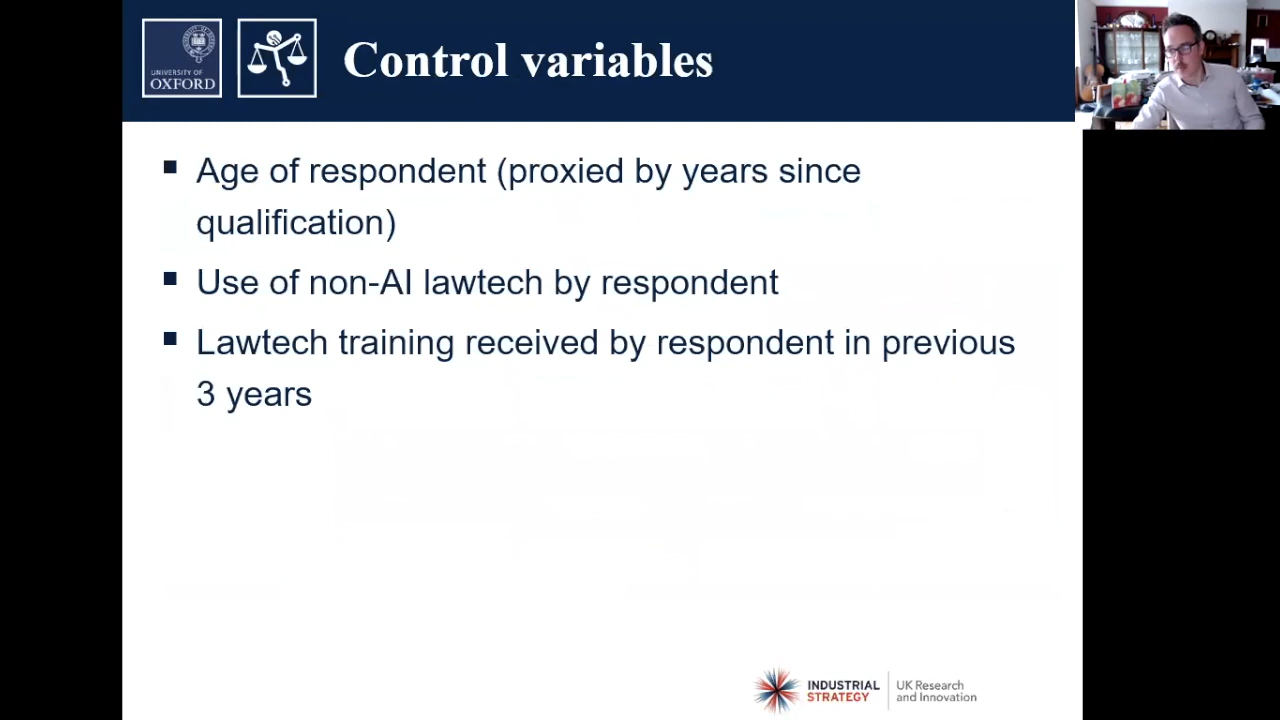 UNIVERSITY OF
OXFORD
Control variables
Age of respondent (proxied by years since
qualification)
Use of non-AI lawtech by respondent
Lawtech training received by respondent in previous
3 years
INDUSTRIAL
STRATEGY
UK Research
and Innovation